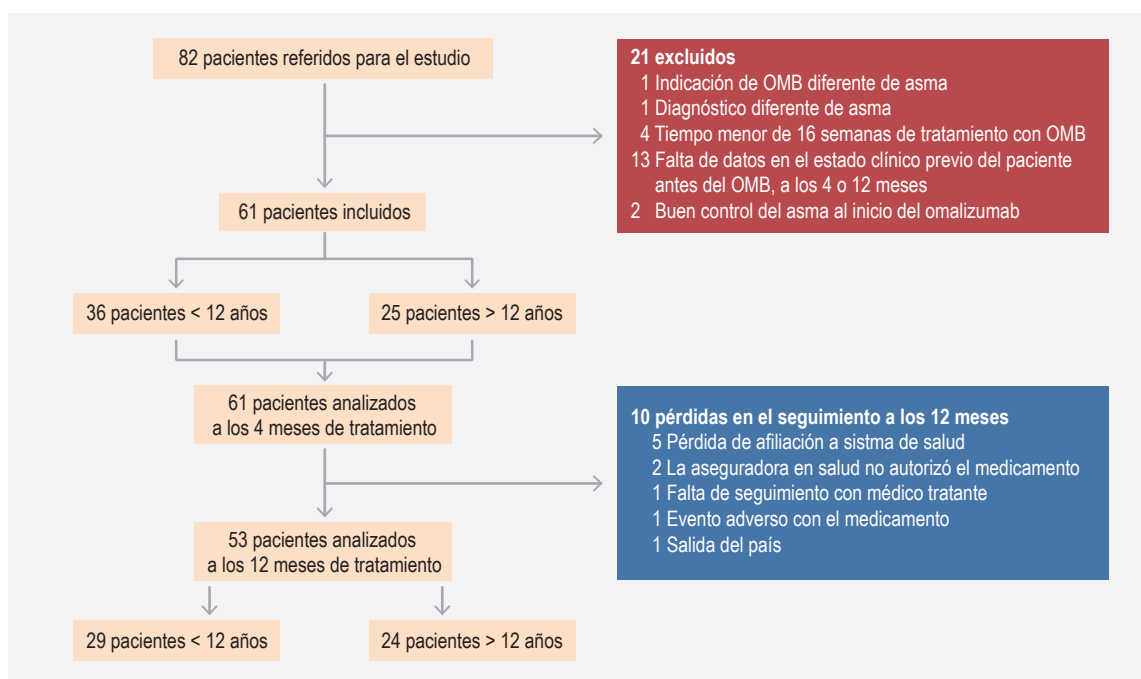 82 pacientes referidos para el estudio
21 excluidos
1 Indicación de OMB diferente de asma
1 Diagnóstico diferente de asma
4 Tiempo menor de 16 semanas de tratamiento con OMB
13 Falta de datos en el estado clínico previo del paciente
antes del OMB, a los 4 o 12 meses
2 Buen control del asma al inicio del omalizumab
61 pacientes incluidos
36 pacientes < 12 años
25 pacientes > 12 años
61 pacientes analizados
a los 4 meses de tratamiento
10 pérdidas en el seguimiento a los 12 meses
5 Pérdida de afiliación a sistma de salud
2 La aseguradora en salud no autorizó el medicamento
1 Falta de seguimiento con médico tratante
1 Evento adverso con el medicamento
1 Salida del país
53 pacientes analizados
a los 12 meses de tratamiento
29 pacientes < 12 años
24 pacientes > 12 años